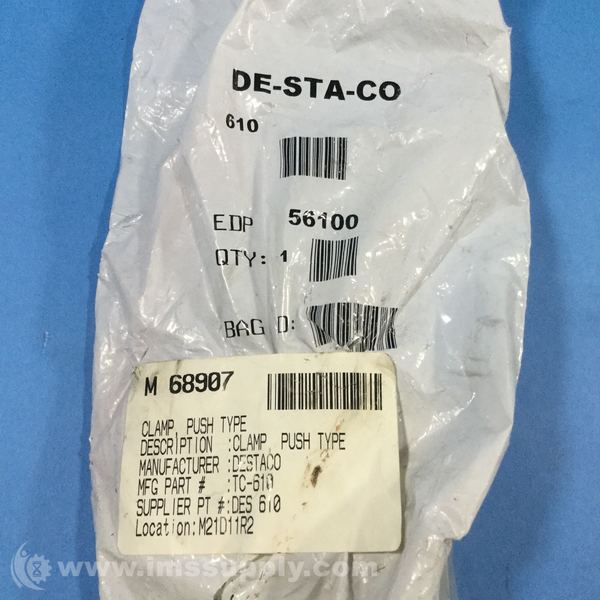 DE-STA-CO
610
EDP 56100
QTY: 1
BAG D:
M 68907
CLAMP, PUSH TYPE
DESCRIPTION :CLAMP, PUSH TYPE
MANUFACTURER :DESTACO
MFG PART # :TC-610
SUPPLIER PT #:DES 610
Location:M21D11R2
www.imssupply.com